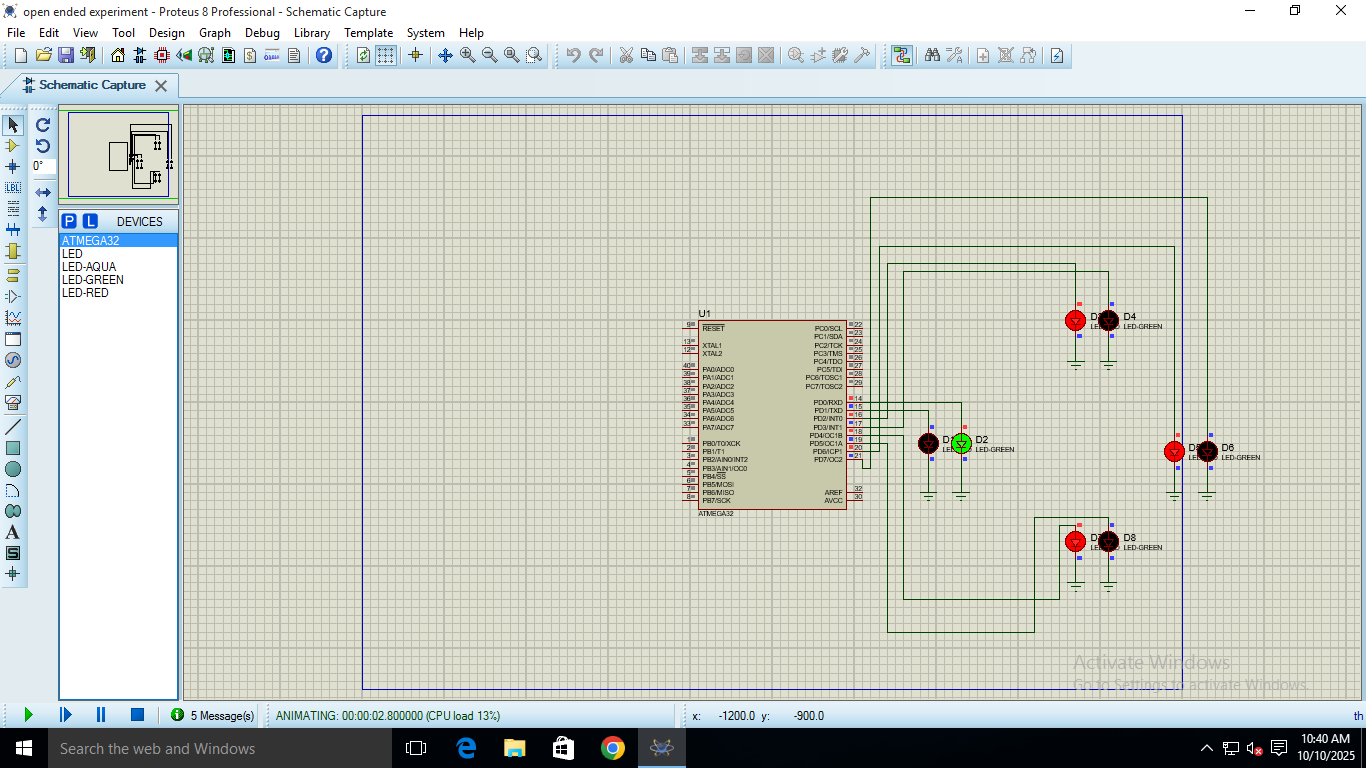 open ended experiment - Proteus 8 Professional - Schematic Capture
File Edit View Tool Design Graph Debug Library Template System Help
Schematic Capture
0°
LBL
P L DEVICES
ATMEGA32
LED
LED-AQUA
LED-GREEN
LED-RED
A
S
U1
9 RESET
13 XTAL1
12 XTAL2
40 PA0/ADC0
39 PA1/ADC1
38 PA2/ADC2
37 PA3/ADC3
36 PA4/ADC4
35 PA5/ADC5
34 PA6/ADC6
33 PA7/ADC7
1 PB0/T0/XCK
2 PB1/T1
3 PB2/AIN0/INT2
4 PB3/AIN1/OC0
5 PB4/SS
6 PB5/MOSI
7 PB6/MISO
8 PB7/SCK
PC0/SCL 22
PC1/SDA 23
PC2/TCK 24
PC3/TMS 25
PC4/TDO 26
PC5/TDI 27
PC6/TOSC1 28
PC7/TOSC2 29
PD0/RXD 14
PD1/TXD 15
PD2/INT0 16
PD3/INT1 17
PD4/OC1B 18
PD5/OC1A 19
PD6/ICP1 20
PD7/OC2 21
AREF 32
AVCC 30
ATMEGA32
D4
LED-GREEN
D2
LED-GREEN
D6
LED-GREEN
D8
LED-GREEN
Activate Windows
Go to Settings to activate Windows.
5 Message(s) ANIMATING: 00:00:02.800000 (CPU load 13%) x: -1200.0 y: -900.0 th
Search the web and Windows
10:40 AM
10/10/2025